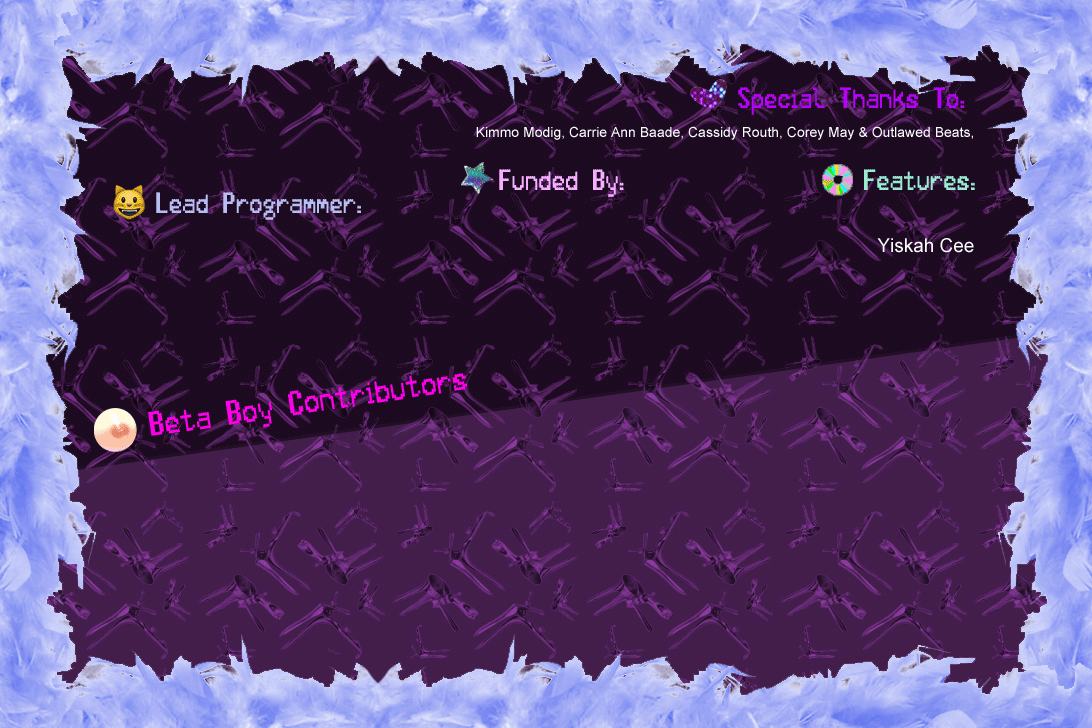 Special Thanks To:
Kimmo Modig, Carrie Ann Baade, Cassidy Routh, Corey May & Outlawed Beats,
Funded By:
Features:
Lead Programmer:
Yiskah Cee
Beta Boy Contributors